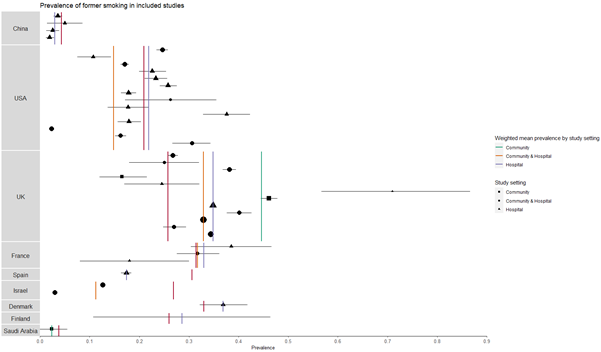 Prevalence of former smoking in included studies
China
USA
UK
France
Spain
Israel
Denmark
Finland
Saudi Arabia
0.0 0.1 0.2 0.3 0.4 0.5 0.6 0.7 0.8 0.9
Prevalence
Weighted mean prevalence by study setting
Community
Community & Hospital
Hospital
Study setting
Community
Community & Hospital
Hospital